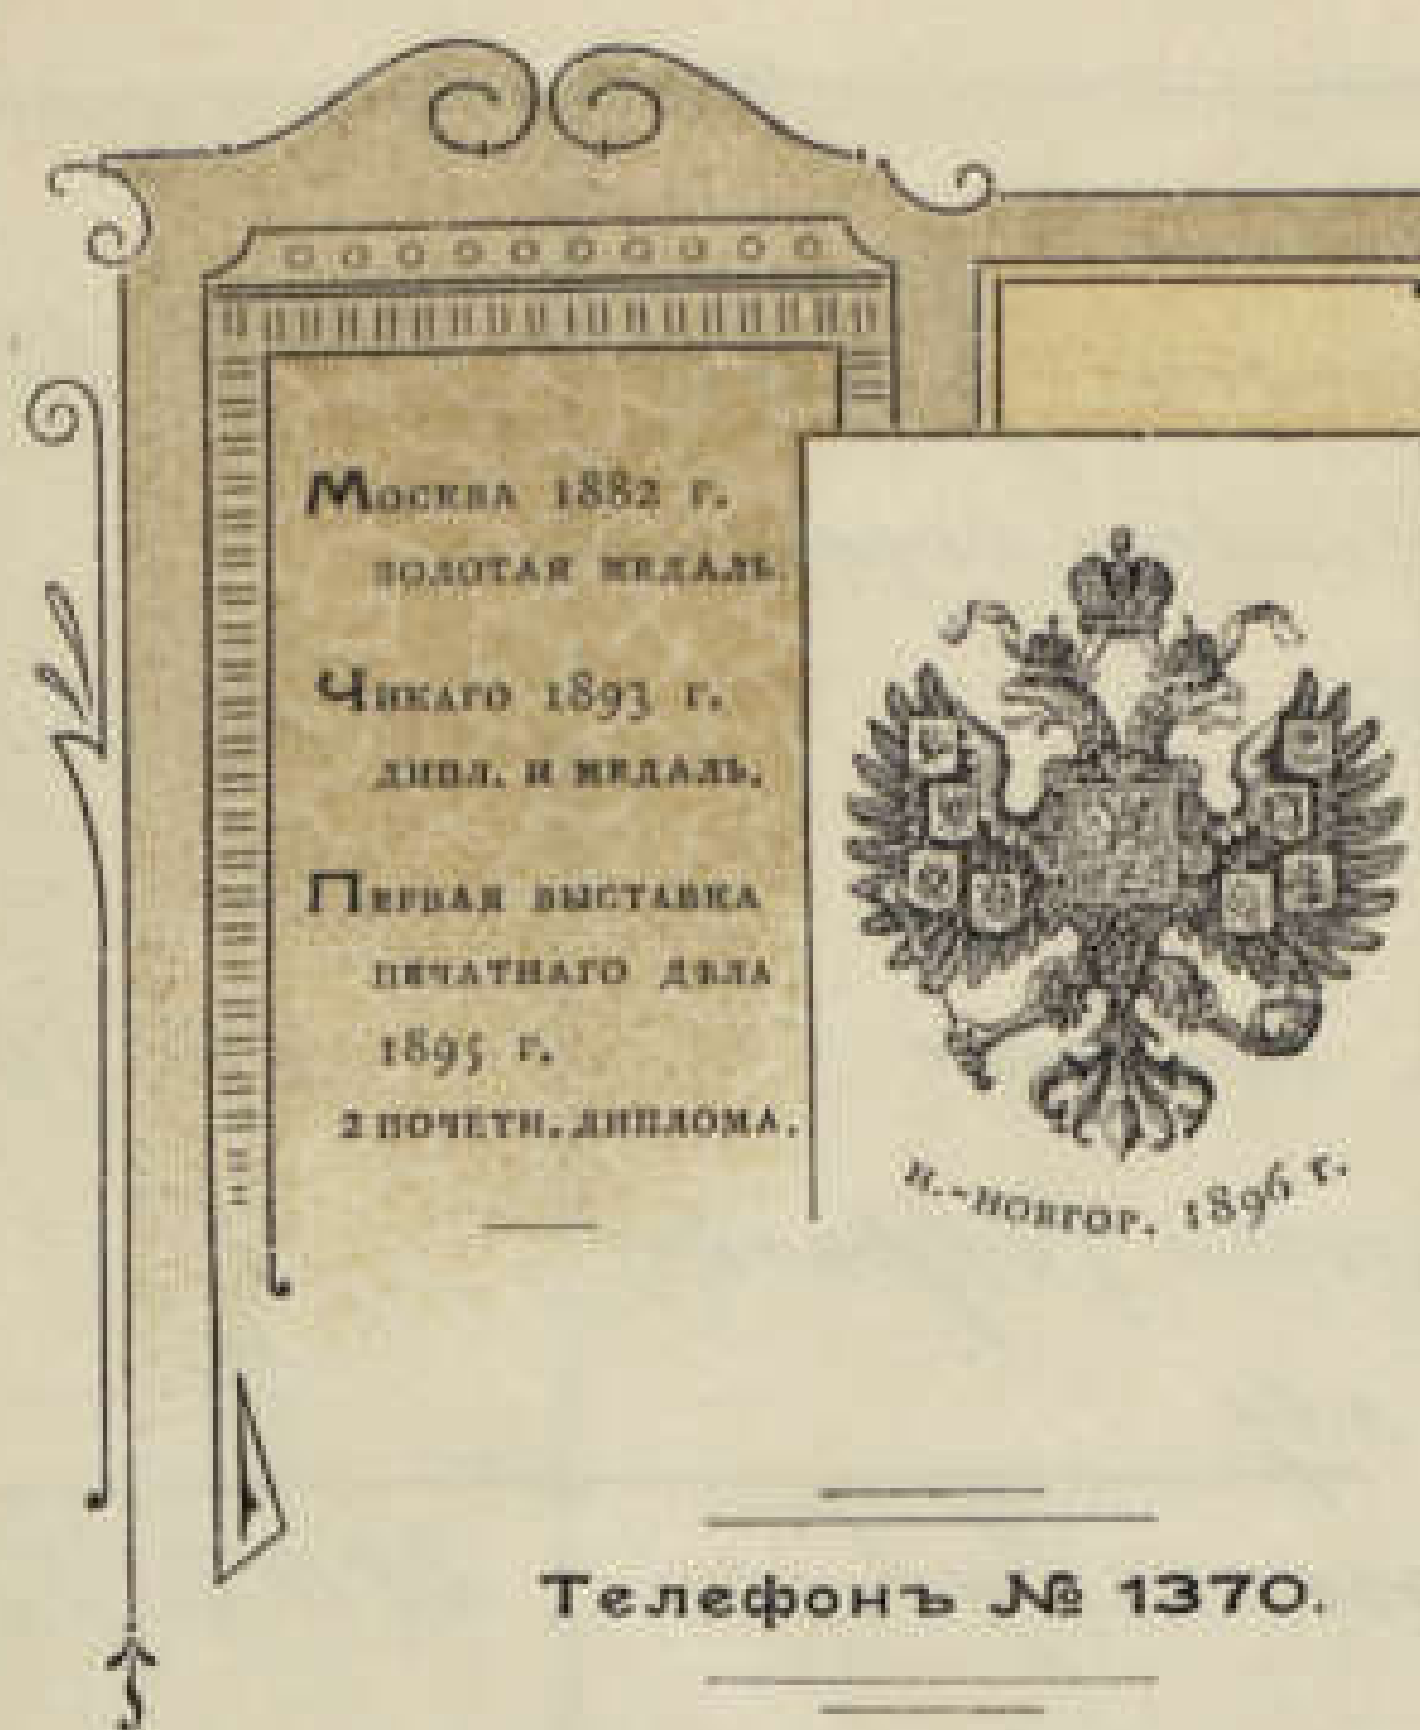 Москва 1882 г.
золотая медаль.
Чикаго 1893 г.
дипл. и медаль.
Первая выставка
печатнаго дѣла
1895 г.
2 почетн. диплома.
Н.-Новгор. 1896 г.
Телефонъ № 1370.